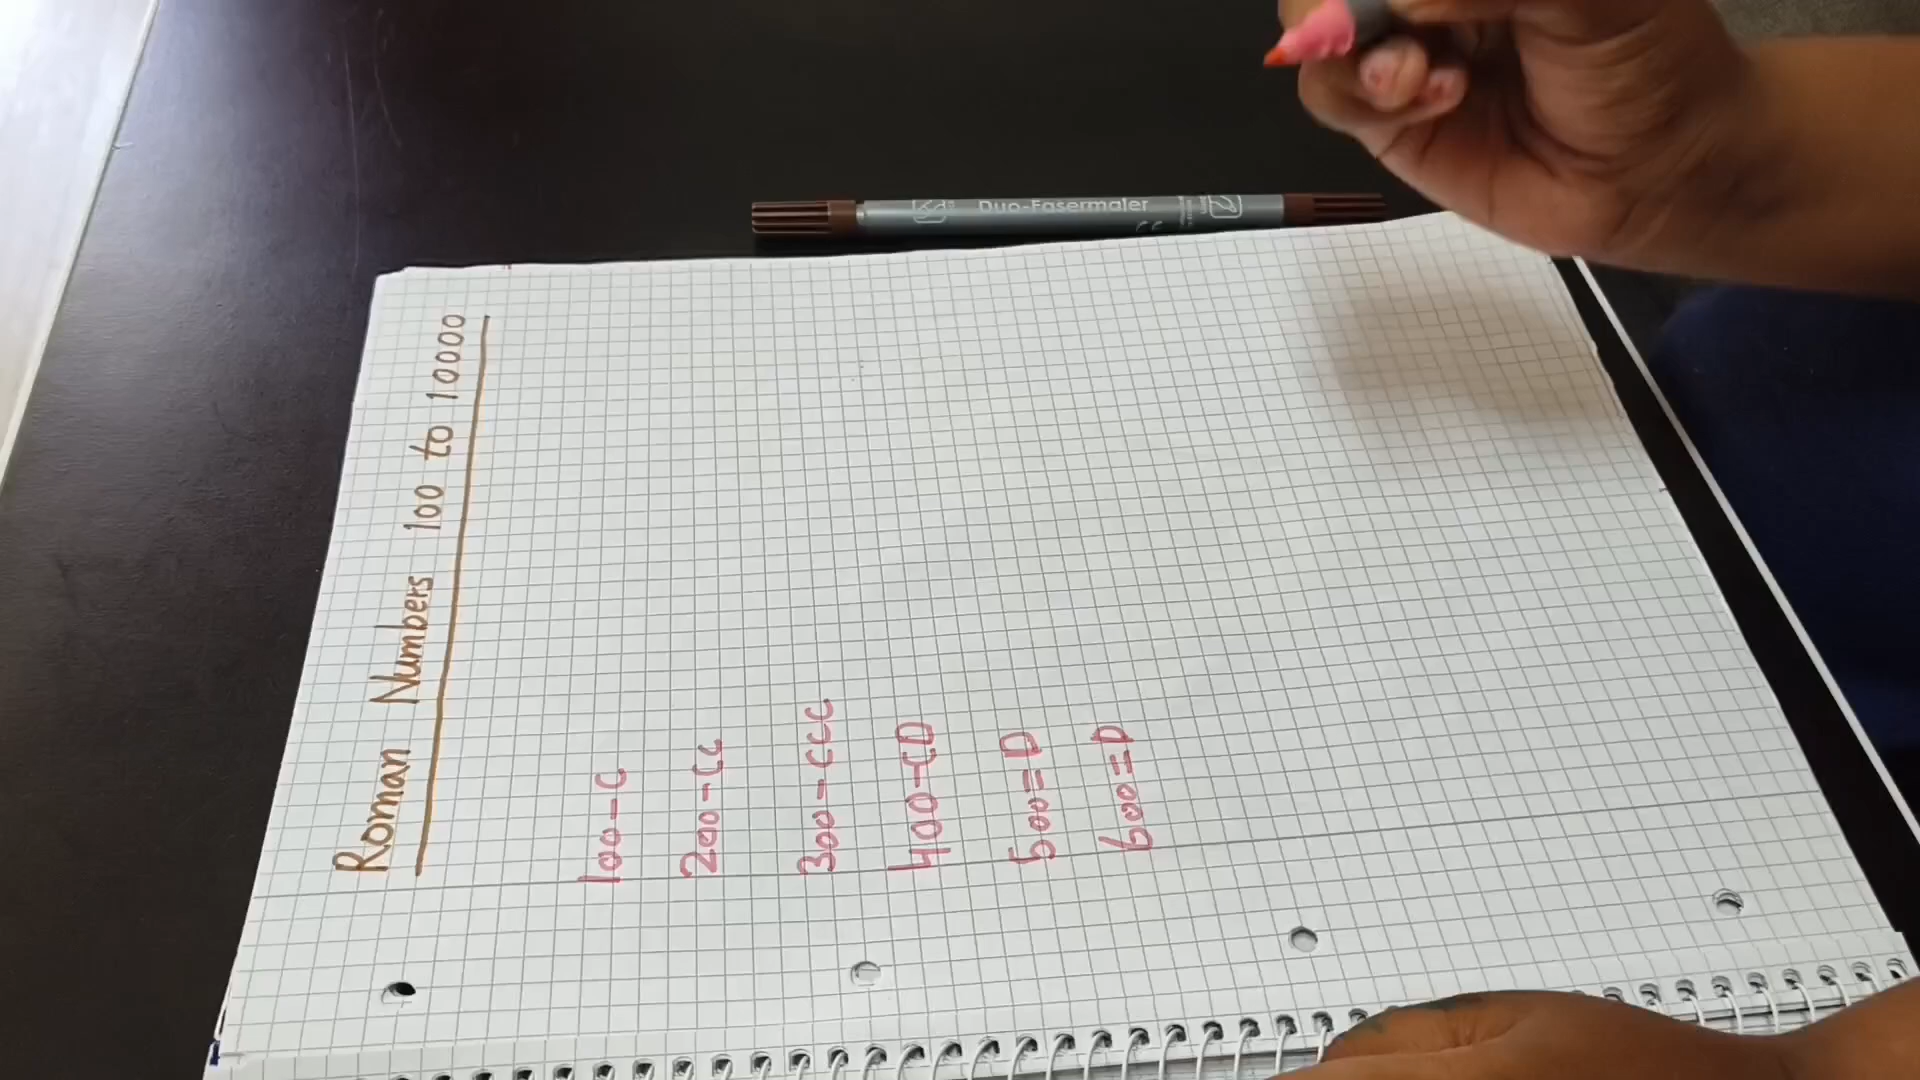 Roman Numbers 100 to 10000
100-C
200-CC
300-CCC
400-CD
500=D
600=D
Duo-Fasermaler